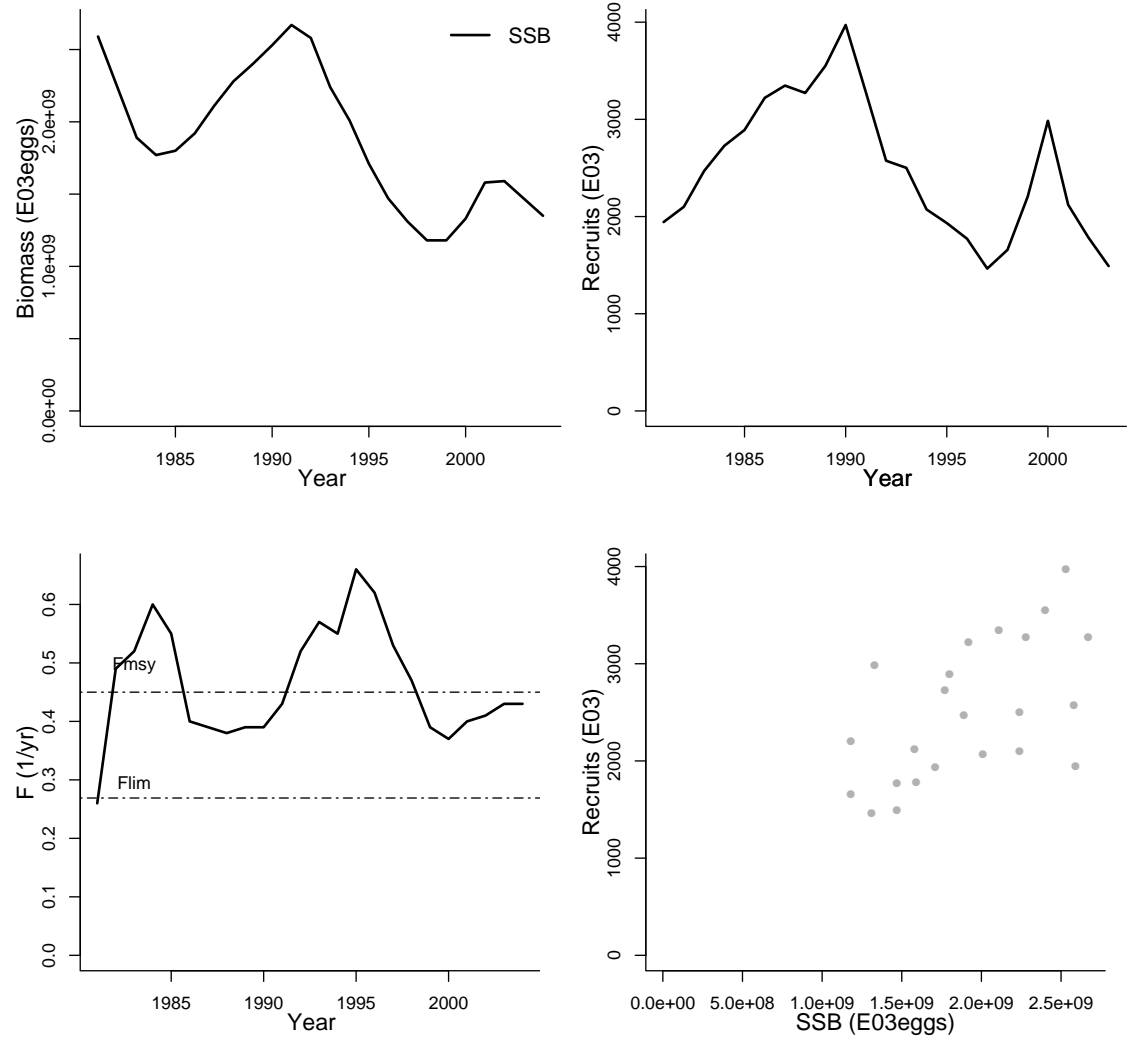 SSB
Biomass (E03eggs)
0.0e+00
1.0e+09
2.0e+09
1985
1990
1995
2000
Year
Recruits (E03)
0
1000
2000
3000
4000
1985
1990
1995
2000
Year
F (1/yr)
0.0
0.1
0.2
0.3
0.4
0.5
0.6
Fmsy
Flim
1985
1990
1995
2000
Year
Recruits (E03)
0
1000
2000
3000
4000
0.0e+00
5.0e+08
1.0e+09
1.5e+09
2.0e+09
2.5e+09
SSB (E03eggs)